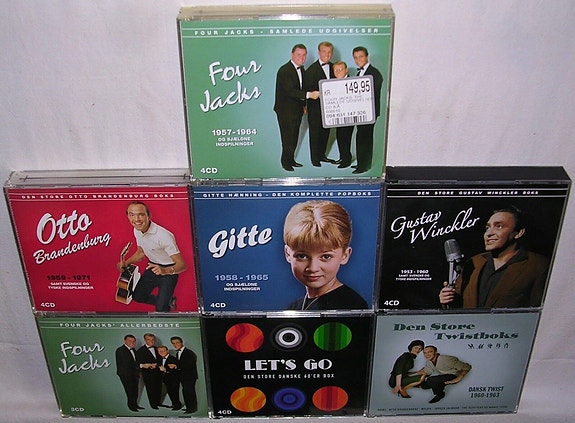 FOUR JACKS - SAMLEDE UDGIVELSER
Four
Jacks
1957-1964
OG SJÆLDNE
INDSPILNINGER
4CD
KR.
149,95
DEN STORE OTTO BRANDENBURG BOKS
Otto
Brandenburg
1959-1971
SAMT SVENSKE OG
TYSKE INDSPILNINGER
4CD
GITTE HÆNNING - DEN KOMPLETTE POPBOKS
Gitte
1958-1965
OG SJÆLDNE
INDSPILNINGER
4CD
DEN STORE GUSTAV WINCKLER BOKS
Gustav
Winckler
1953-1960
SAMT SVENSKE OG
TYSKE INDSPILNINGER
4CD
FOUR JACKS' ALLERBEDSTE
Four
Jacks
3CD
LET'S GO
DEN STORE DANSKE 60'ER BOX
4CD
Den Store
Twistboks
DANSK TWIST
1960-1963